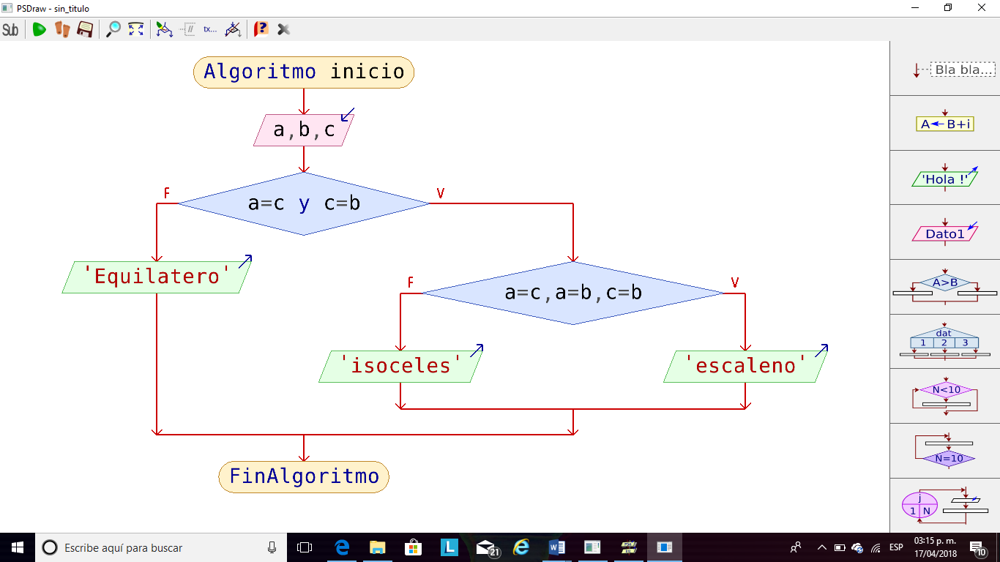 PSDraw - sin_titulo
Sub
tx...
Algoritmo inicio
a,b,c
F
a=c y c=b
V
'Equilatero'
F
a=c,a=b,c=b
V
'isoceles'
'escaleno'
FinAlgoritmo
Bla bla...
A B+i
'Hola !'
Dato1
A>B
dat
1 2 3
N<10
N=10
j
1 N
Escribe aquí para buscar
L
21
ESP
03:15 p. m.
17/04/2018
10